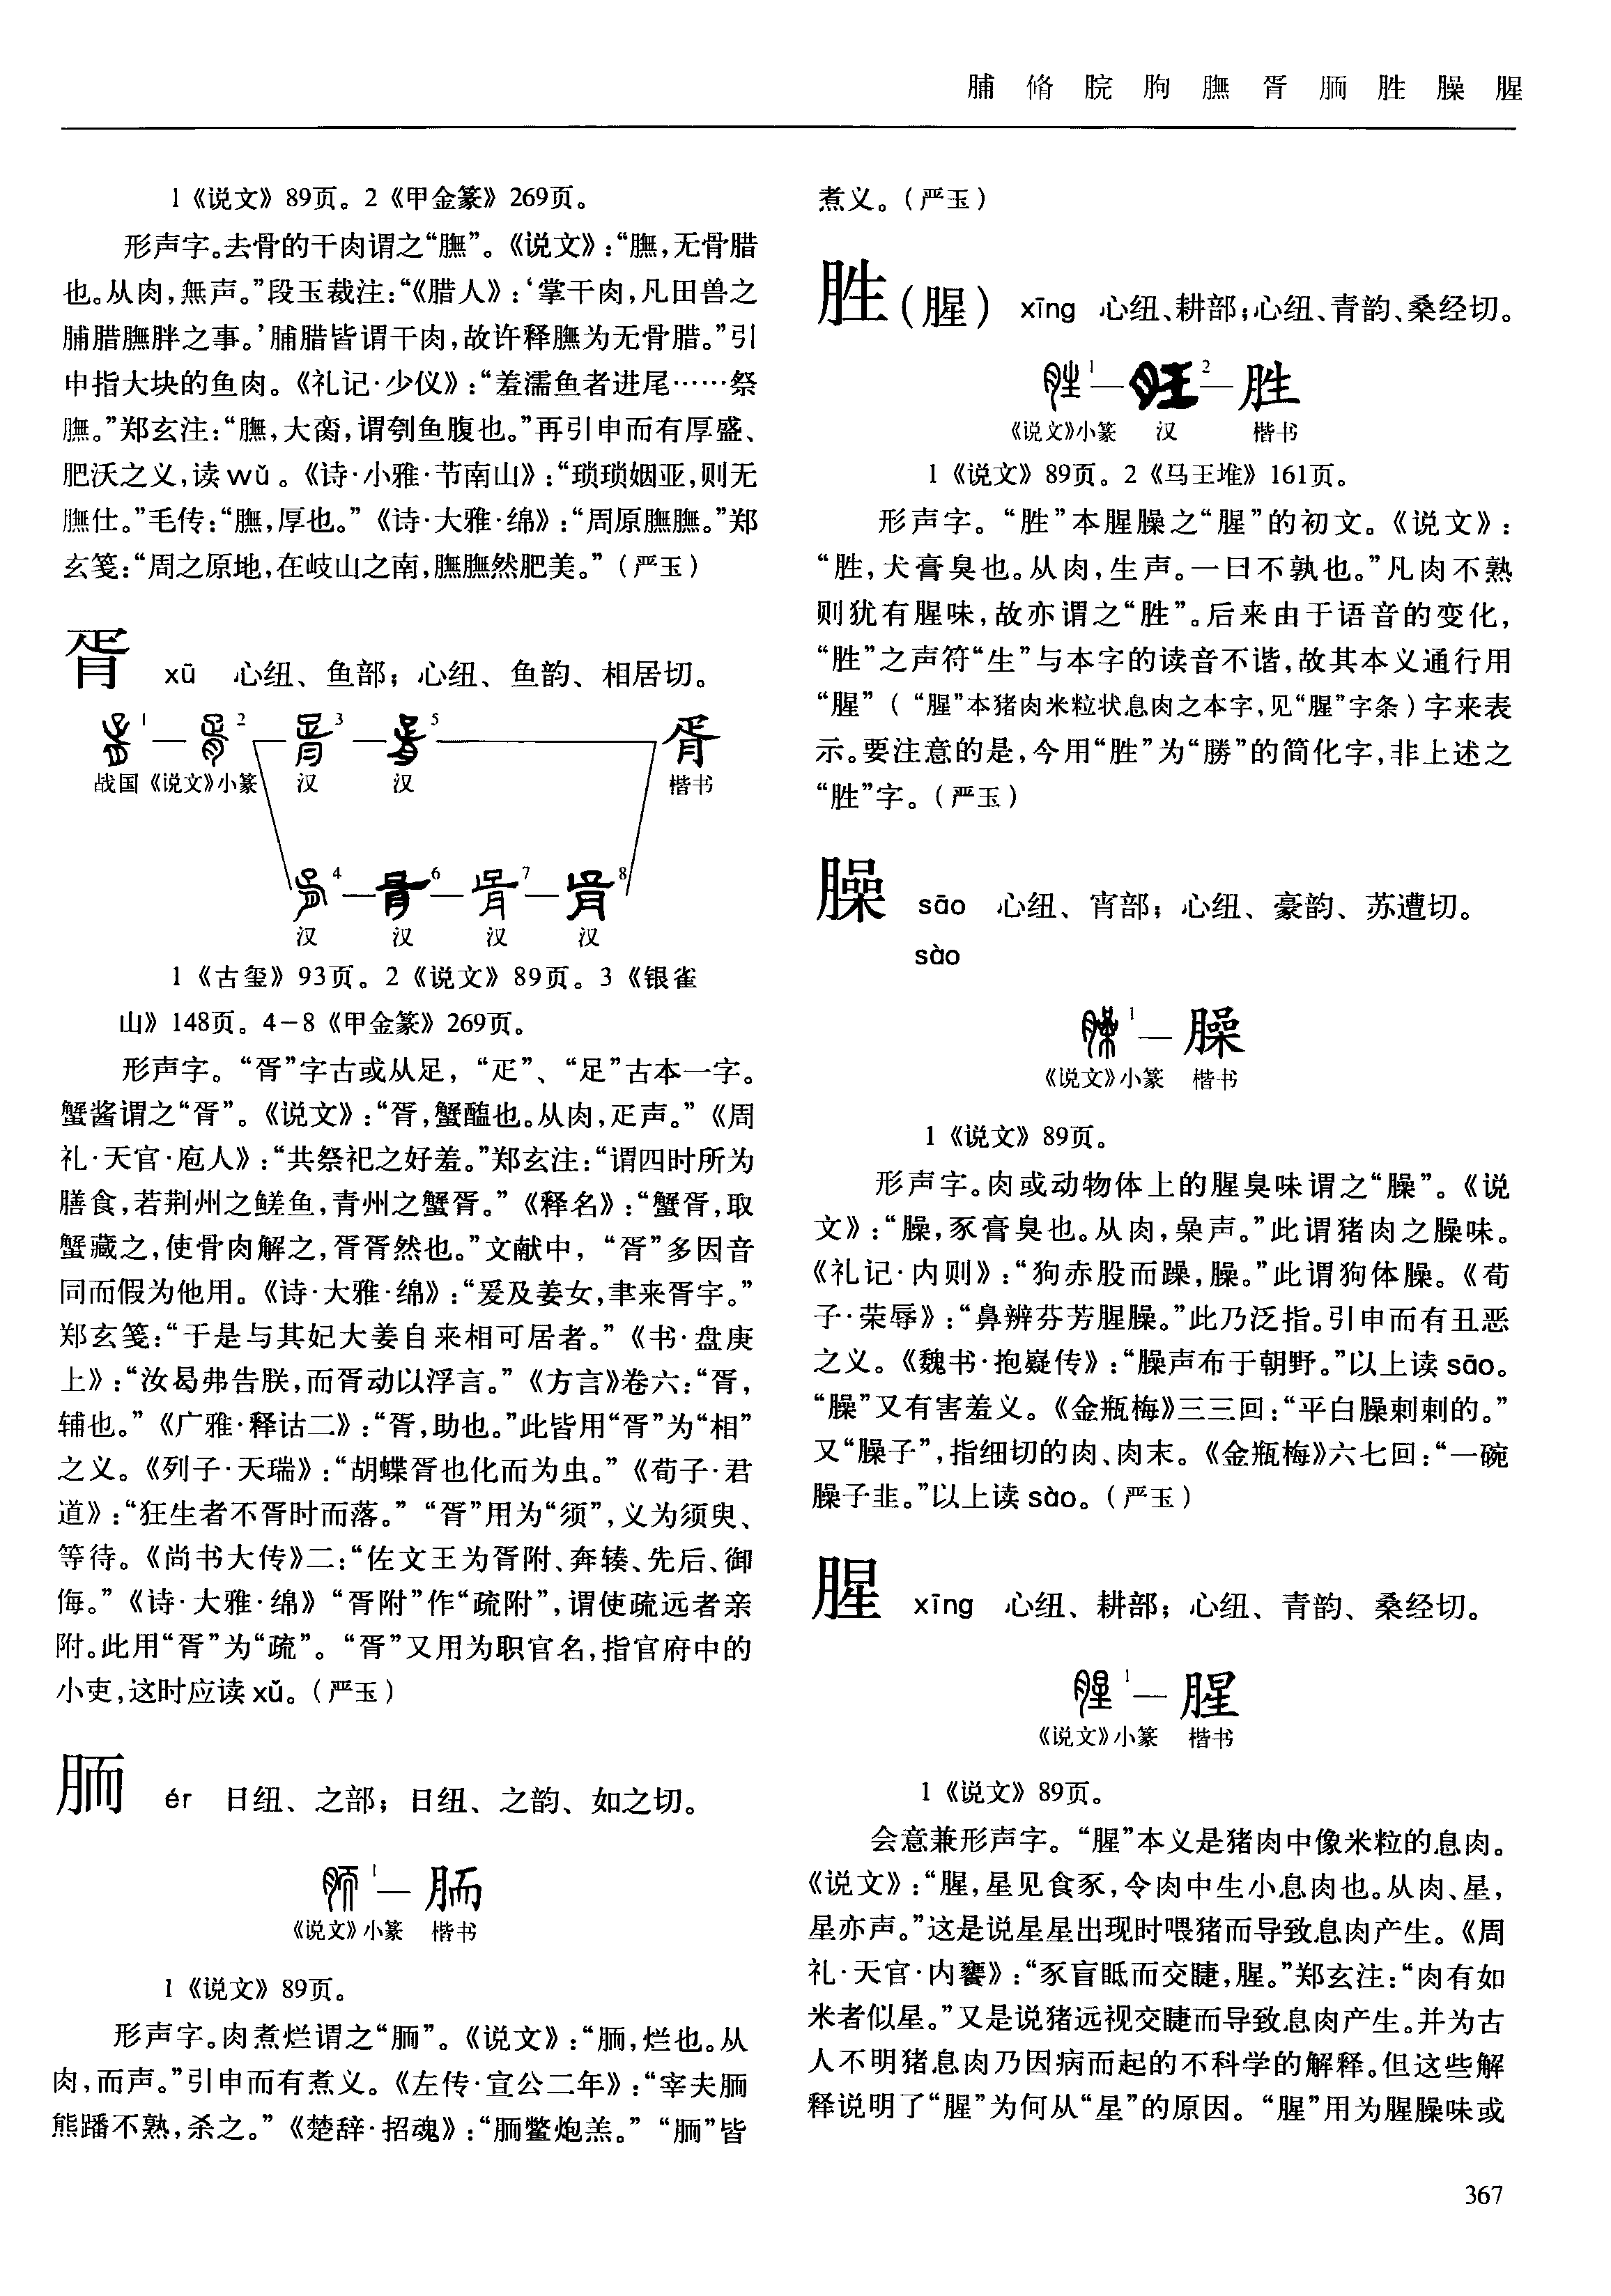 脯 脩 脘 朐 膴 胥 胹 胜 臊 腥
1《说文》89页。2《甲金篆》269页。
形声字。去骨的干肉谓之“膴”。《说文》:“膴,无骨腊
也。从肉,無声。”段玉裁注:“《腊人》:‘掌干肉,凡田兽之
脯腊膴胖之事。’脯腊皆谓干肉,故许释膴为无骨腊。”引
申指大块的鱼肉。《礼记·少仪》:“羞濡鱼者进尾……祭
膴。”郑玄注:“膴,大脔,谓刳鱼腹也。”再引申而有厚盛、
肥沃之义,读wǔ。《诗·小雅·节南山》:“琐琐姻亚,则无
膴仕。”毛传:“膴,厚也。”《诗·大雅·绵》:“周原膴膴。”郑
玄笺:“周之原地,在岐山之南,膴膴然肥美。”(严玉)
胥 xū 心纽、鱼部;心纽、鱼韵、相居切。
1 — 2 — 3 — 5 — 胥
战国 《说文》小篆 汉 汉 楷书
4 — 6 — 7 — 8
汉 汉 汉 汉
1《古玺》93页。2《说文》89页。3《银雀
山》148页。4-8《甲金篆》269页。
形声字。“胥”字古或从足,“疋”、“足”古本一字。
蟹酱谓之“胥”。《说文》:“胥,蟹醢也。从肉,疋声。”《周
礼·天官·庖人》:“共祭祀之好羞。”郑玄注:“谓四时所为
膳食,若荆州之鲝鱼,青州之蟹胥。”《释名》:“蟹胥,取
蟹藏之,使骨肉解之,胥胥然也。”文献中,“胥”多因音
同而假为他用。《诗·大雅·绵》:“爰及姜女,聿来胥宇。”
郑玄笺:“于是与其妃大姜自来相可居者。”《书·盘庚
上》:“汝曷弗告朕,而胥动以浮言。”《方言》卷六:“胥,
辅也。”《广雅·释诂二》:“胥,助也。”此皆用“胥”为“相”
之义。《列子·天瑞》:“胡蝶胥也化而为虫。”《荀子·君
道》:“狂生者不胥时而落。”“胥”用为“须”,义为须臾、
等待。《尚书大传》二:“佐文王为胥附、奔辏、先后、御
侮。”《诗·大雅·绵》“胥附”作“疏附”,谓使疏远者亲
附。此用“胥”为“疏”。“胥”又用为职官名,指官府中的
小吏,这时应读xǔ。(严玉)
胹 ér 日纽、之部;日纽、之韵、如之切。
1 — 胹
《说文》小篆 楷书
1《说文》89页。
形声字。肉煮烂谓之“胹”。《说文》:“胹,烂也。从
肉,而声。”引申而有煮义。《左传·宣公二年》:“宰夫胹
熊蹯不熟,杀之。”《楚辞·招魂》:“胹鳖炮羔。”“胹”皆
煮义。(严玉)
胜(腥) xīng 心纽、耕部;心纽、青韵、桑经切。
1 — 2 — 胜
《说文》小篆 汉 楷书
1《说文》89页。2《马王堆》161页。
形声字。“胜”本腥臊之“腥”的初文。《说文》:
“胜,犬膏臭也。从肉,生声。一曰不孰也。”凡肉不熟
则犹有腥味,故亦谓之“胜”。后来由于语音的变化,
“胜”之声符“生”与本字的读音不谐,故其本义通行用
“腥”(“腥”本猪肉米粒状息肉之本字,见“腥”字条)字来表
示。要注意的是,今用“胜”为“勝”的简化字,非上述之
“胜”字。(严玉)
臊 sāo 心纽、宵部;心纽、豪韵、苏遭切。
sào
1 — 臊
《说文》小篆 楷书
1《说文》89页。
形声字。肉或动物体上的腥臭味谓之“臊”。《说
文》:“臊,豕膏臭也。从肉,喿声。”此谓猪肉之臊味。
《礼记·内则》:“狗赤股而躁,臊。”此谓狗体臊。《荀
子·荣辱》:“鼻辨芬芳腥臊。”此乃泛指。引申而有丑恶
之义。《魏书·抱嶷传》:“臊声布于朝野。”以上读sāo。
“臊”又有害羞义。《金瓶梅》三三回:“平白臊剌剌的。”
又“臊子”,指细切的肉、肉末。《金瓶梅》六七回:“一碗
臊子韭。”以上读sào。(严玉)
腥 xīng 心纽、耕部;心纽、青韵、桑经切。
1 — 腥
《说文》小篆 楷书
1《说文》89页。
会意兼形声字。“腥”本义是猪肉中像米粒的息肉。
《说文》:“腥,星见食豕,令肉中生小息肉也。从肉、星,
星亦声。”这是说星星出现时喂猪而导致息肉产生。《周
礼·天官·内饔》:“豕盲眡而交睫,腥。”郑玄注:“肉有如
米者似星。”又是说猪远视交睫而导致息肉产生。并为古
人不明猪息肉乃因病而起的不科学的解释。但这些解
释说明了“腥”为何从“星”的原因。“腥”用为腥臊味或
367